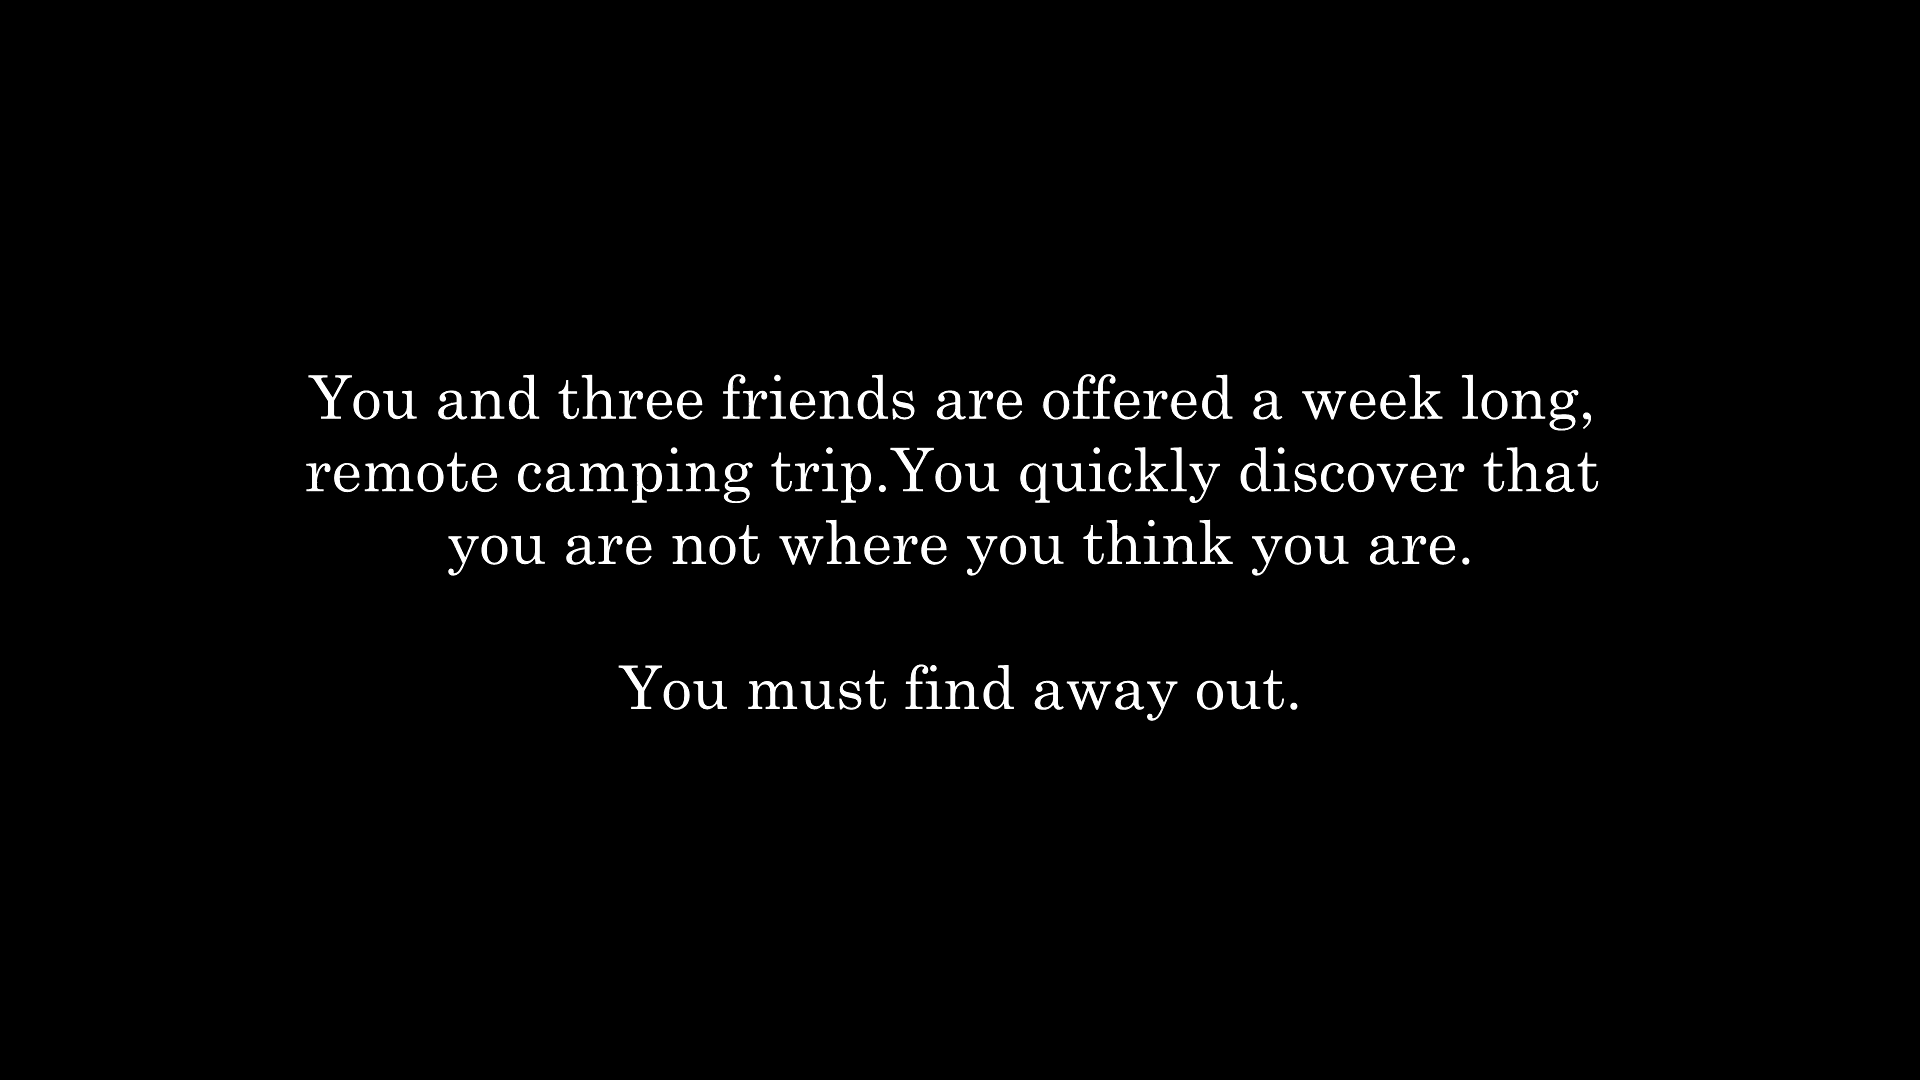 You and three friends are offered a week long,
remote camping trip.You quickly discover that
you are not where you think you are.
You must find away out.